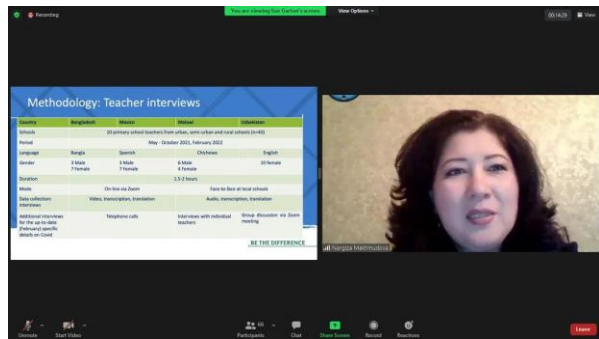 Recording
You are viewing Sue Garton's screen
View Options
00:14:29
View
Methodology: Teacher interviews
Country Bangladesh Mexico Malawi Uzbekistan
Schools 10 primary school teachers from urban, semi-urban and rural schools (n=40)
Period May - October 2021, February 2022
Language Bangla Spanish Chichewa English
Gender 3 Male 3 Male 6 Male 10 female
7 Female 7 Female 4 Female
Duration 1.5-2 hours
Mode On line via Zoom Face to face at local schools
Data collection: Video, transcription, translation Audio, transcription, translation
interviews
Additional interviews Telephone calls Interviews with individual Group discussion via Zoom
for the up-to-date teachers meeting
(February) specific
details on Covid
BE THE DIFFERENCE
Nargiza Makhmudova
Unmute Start Video Participants 66 Chat Share Screen Record Reactions Leave